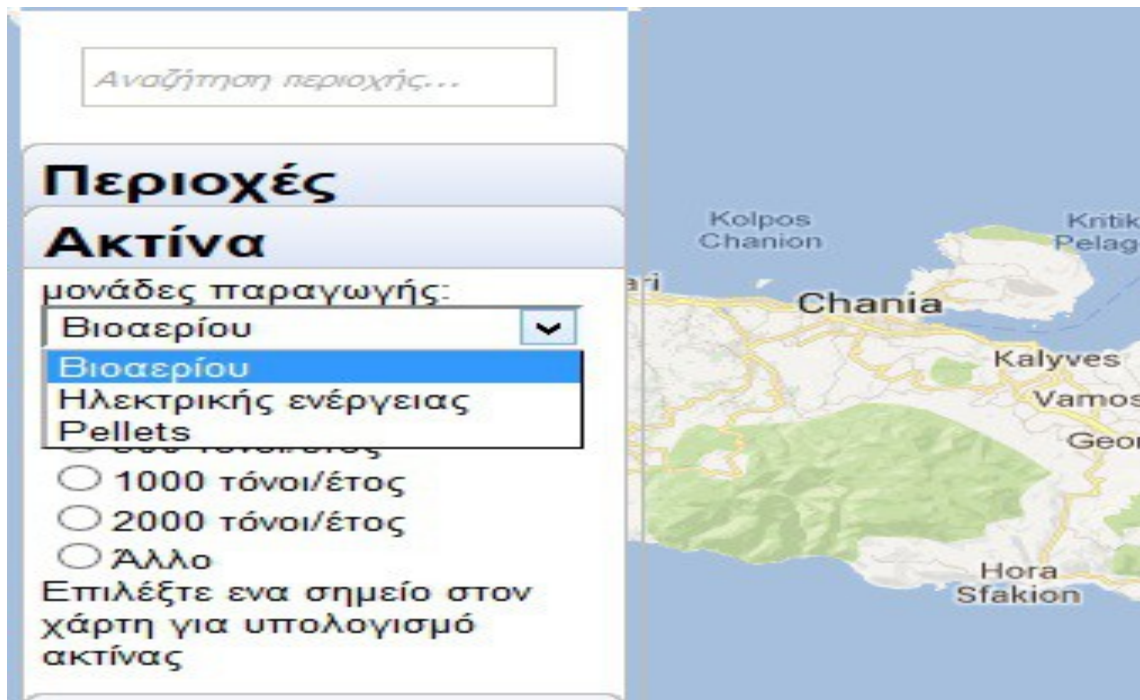 Αναζήτηση περιοχής...
Περιοχές
Ακτίνα
μονάδες παραγωγής:
Βιοαερίου
Βιοαερίου
Ηλεκτρικής ενέργειας
Pellets
1000 τόνοι/έτος
2000 τόνοι/έτος
Άλλο
Επιλέξτε ενα σημείο στον
χάρτη για υπολογισμό
ακτίνας
Kolpos
Chanion
Chania
Kalyves
Hora
Sfakion